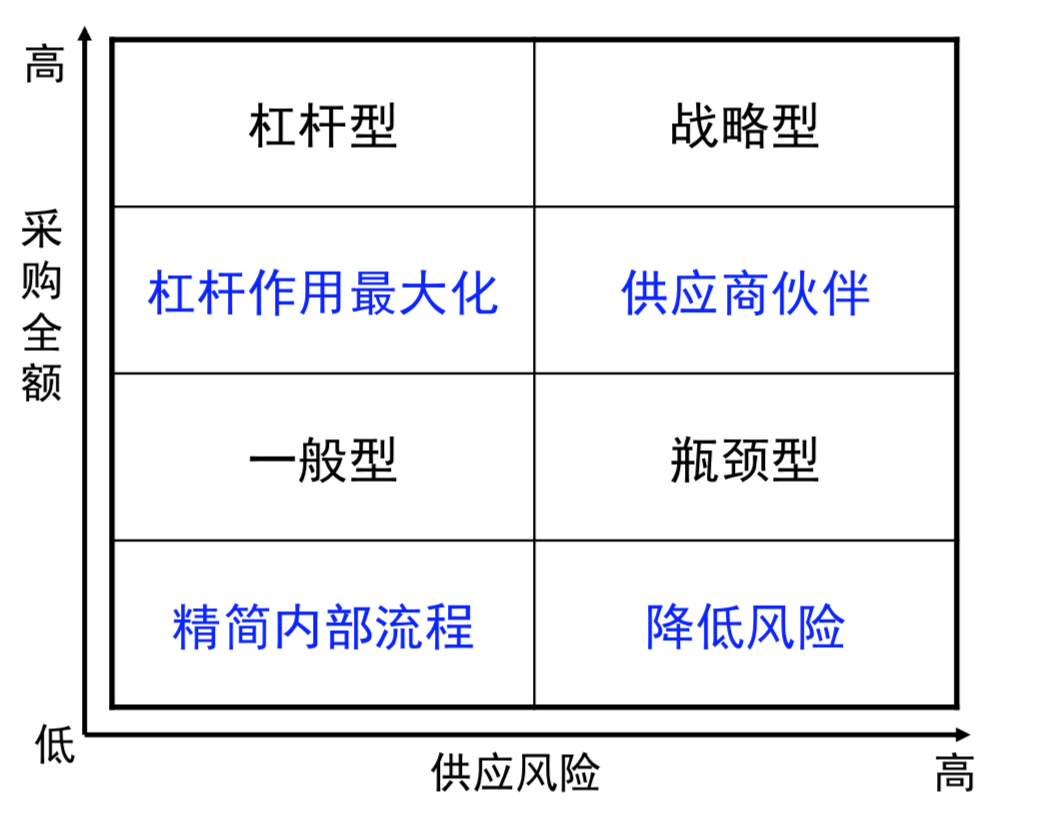 高
杠杆型
战略型
采购全额
杠杆作用最大化
供应商伙伴
一般型
瓶颈型
精简内部流程
降低风险
低
供应风险
高